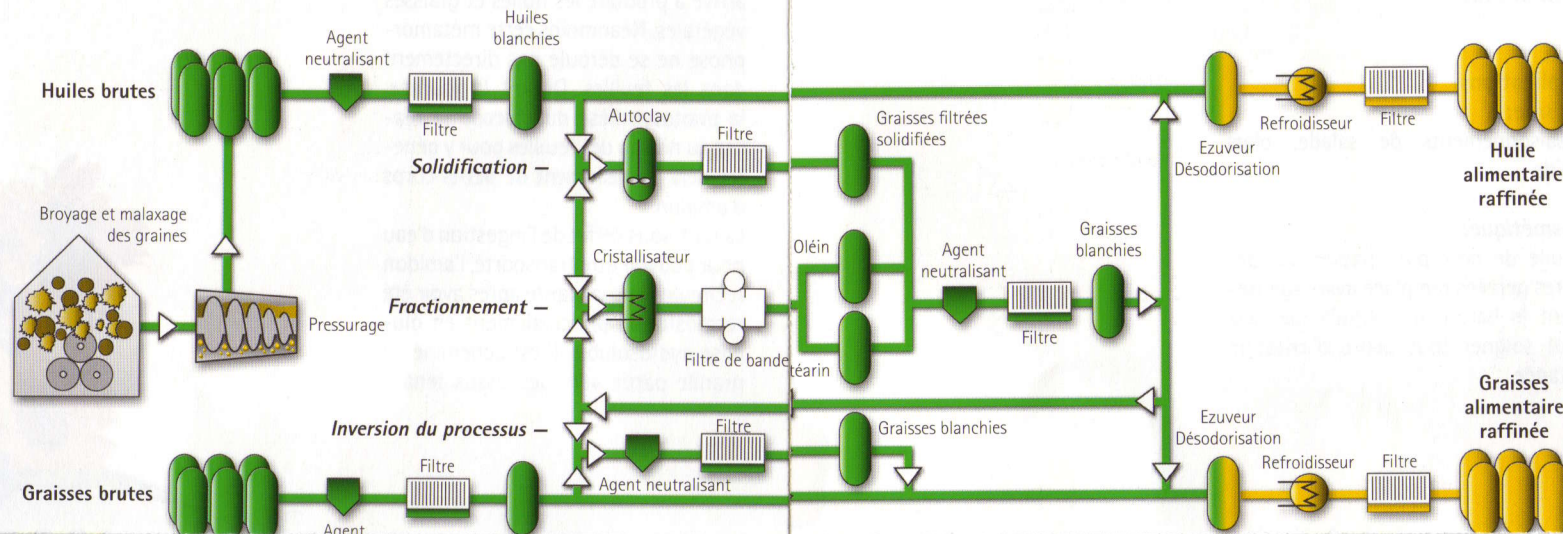 Huiles brutes
Agent
neutralisant
Filtre
Huiles
blanchies
Autoclav
Filtre
Solidification –
Graisses filtrées
solidifiées
Ezuveur
Désodorisation
Refroidisseur
Filtre
Huile
alimentaire
raffinée
Broyage et malaxage
des graines
Pressurage
Cristallisateur
Fractionnement –
Filtre de bande
Oléin
téarin
Agent
neutralisant
Filtre
Graisses
blanchies
Inversion du processus –
Filtre
Agent neutralisant
Graisses blanchies
Graisses brutes
Agent
Filtre
Ezuveur
Désodorisation
Refroidisseur
Filtre
Graisses
alimentaire
raffinée